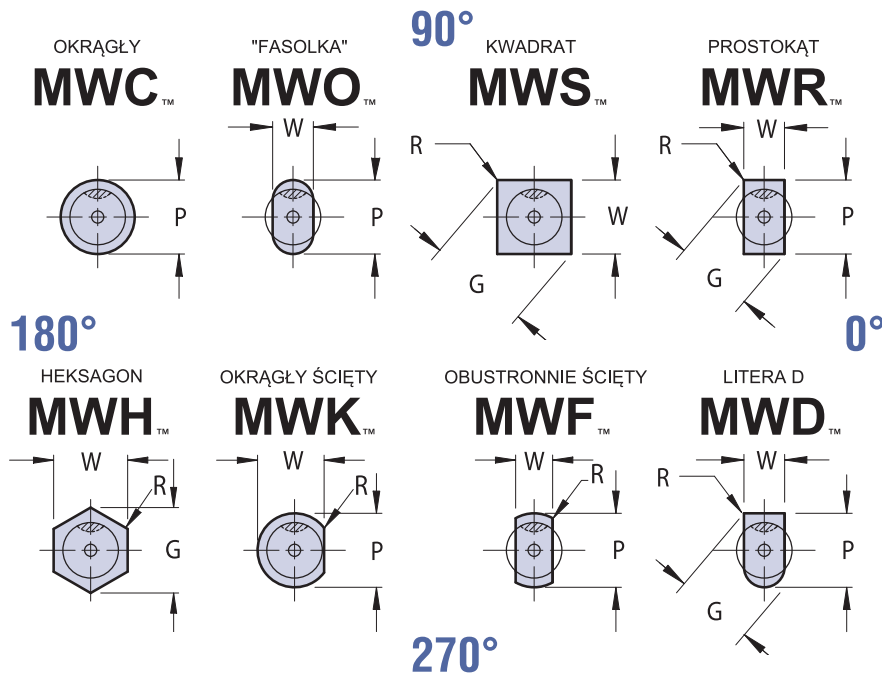 90°
OKRĄGŁY
MWC™
P
"FASOLKA"
MWO™
W
P
KWADRAT
MWS™
R
W
G
PROSTOKĄT
MWR™
W
R
P
G
180°
0°
HEKSAGON
MWH™
W
R
G
OKRĄGŁY ŚCIĘTY
MWK™
W
R
P
OBUSTRONNIE ŚCIĘTY
MWF™
W
R
P
LITERA D
MWD™
W
R
P
G
270°